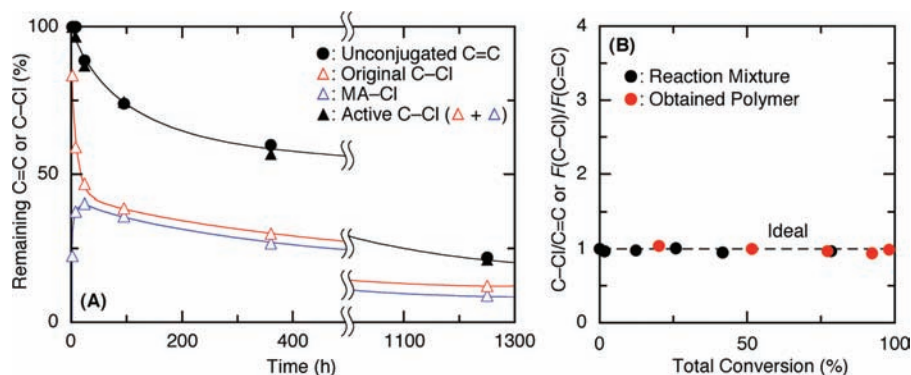 100
50
0
Remaining C=C or C–Cl (%)
(A)
●: Unconjugated C=C
△: Original C–Cl
△: MA–Cl
▲: Active C–Cl (△ + △)
0 200 400 1100 1300
Time (h)
4
3
2
1
0
C–Cl/C=C or F(C–Cl)/F(C=C)
(B)
●: Reaction Mixture
●: Obtained Polymer
Ideal
0 50 100
Total Conversion (%)